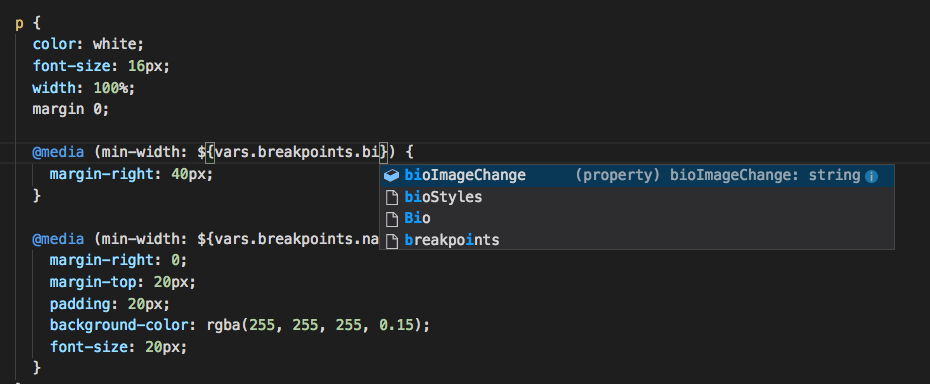 p {
color: white;
font-size: 16px;
width: 100%;
margin 0;
@media (min-width: ${vars.breakpoints.bi}) {
margin-right: 40px;
}
bioImageChange (property) bioImageChange: string
bioStyles
Bio
breakpoints
@media (min-width: ${vars.breakpoints.na
margin-right: 0;
margin-top: 20px;
padding: 20px;
background-color: rgba(255, 255, 255, 0.15);
font-size: 20px;
}